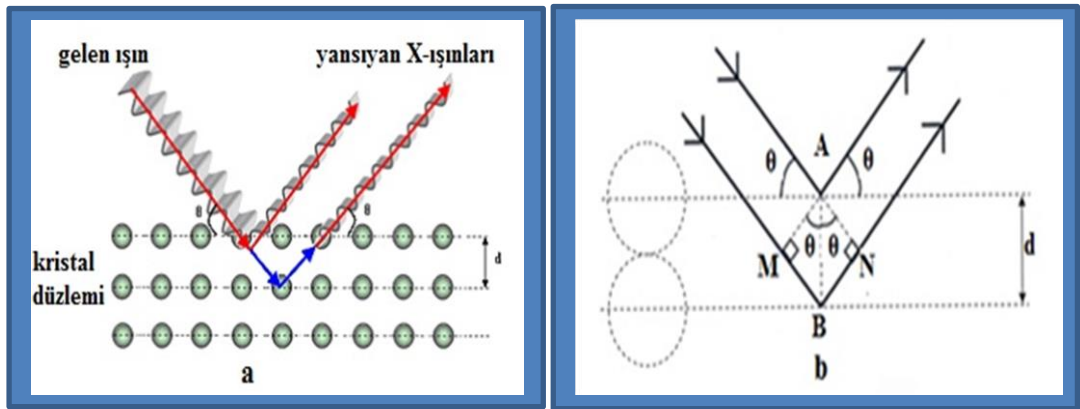 gelen ışın
yansıyan X-ışınları
θ
θ
d
kristal
düzlemi
a
A
θ
θ
M
θ θ
N
d
B
b